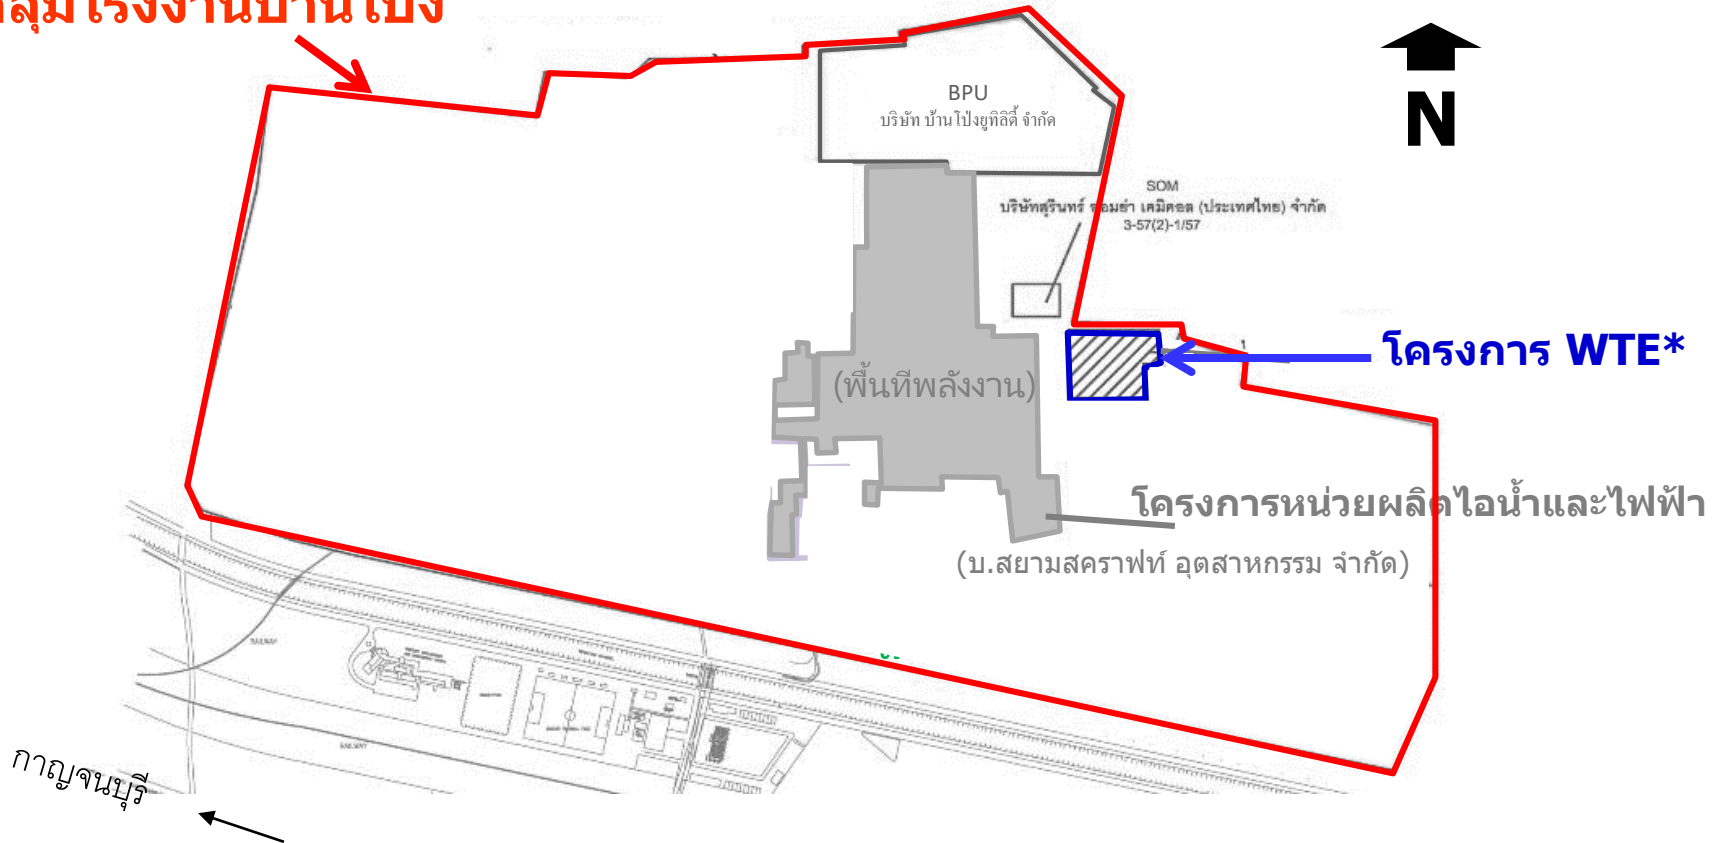 กลุ่มโรงงานบ้านโป่ง
N
BPU
บริษัท บ้านโป่งยูทิลิตี้ จำกัด
SOM
บริษัทสุรินทร์ ออมย่า เคมิคอล (ประเทศไทย) จำกัด
3-57(2)-1/57
โครงการ WTE*
(พื้นที่พลังงาน)
โครงการหน่วยผลิตไอน้ำและไฟฟ้า
(บ.สยามสคราฟท์ อุตสาหกรรม จำกัด)
RAILWAY
RAILWAY
กาญจนบุรี